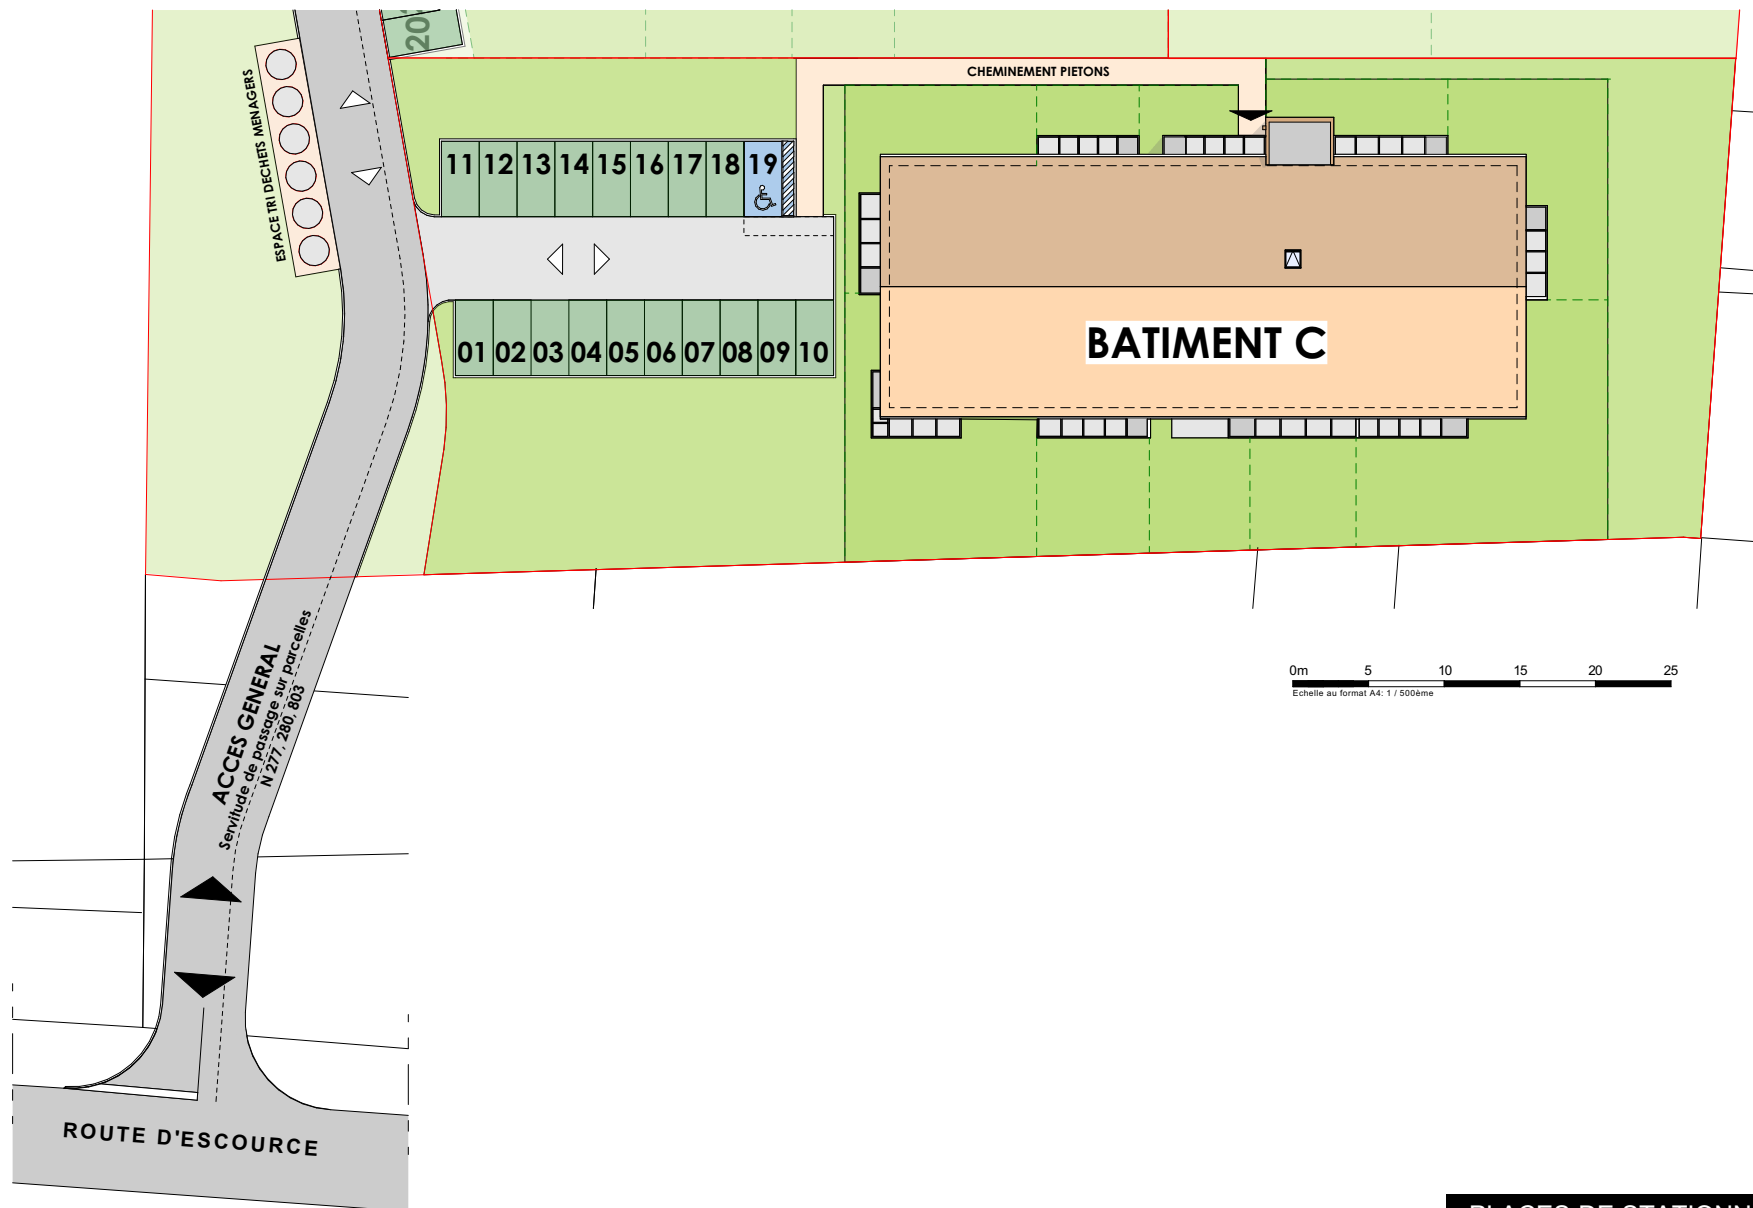 CHEMINEMENT PIETONS
ESPACE TRI DECHETS MENAGERS
11 12 13 14 15 16 17 18 19
01 02 03 04 05 06 07 08 09 10
BATIMENT C
0m 5 10 15 20 25
Echelle au format A4: 1 / 500ème
ACCES GENERAL
Servitude de passage sur parcelles
N 277, 280, 803
ROUTE D'ESCOURCE
PLACES DE